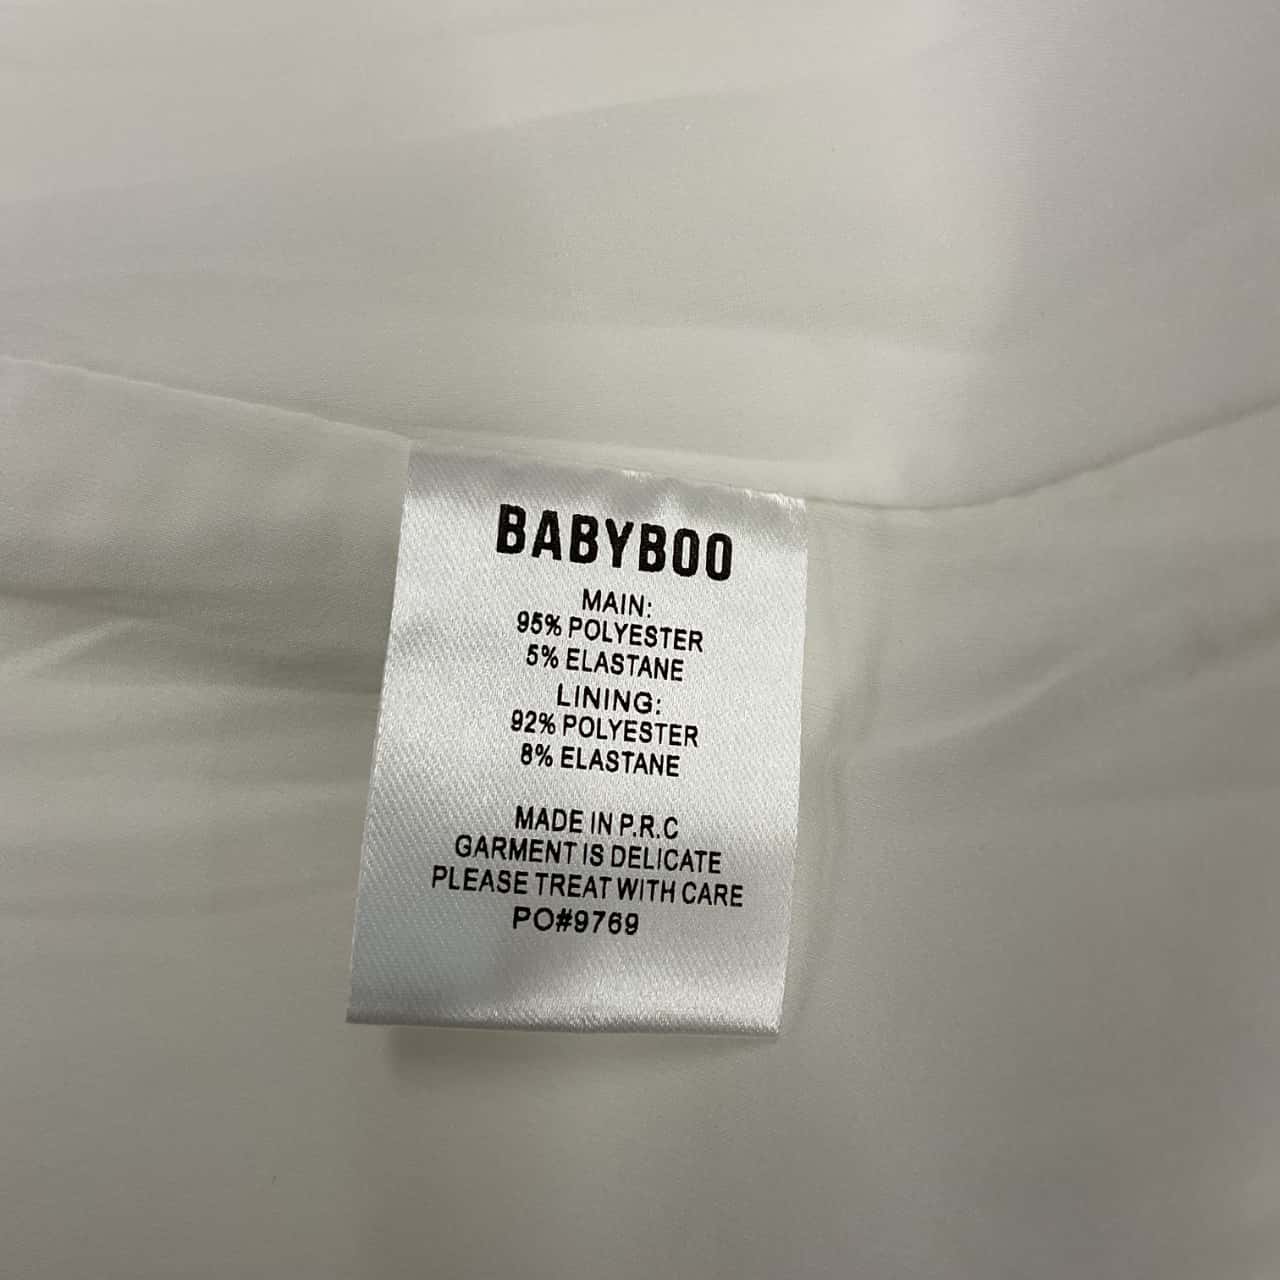 BABYBOO
MAIN:
95% POLYESTER
5% ELASTANE
LINING:
92% POLYESTER
8% ELASTANE
MADE IN P.R.C
GARMENT IS DELICATE
PLEASE TREAT WITH CARE
PO#9769